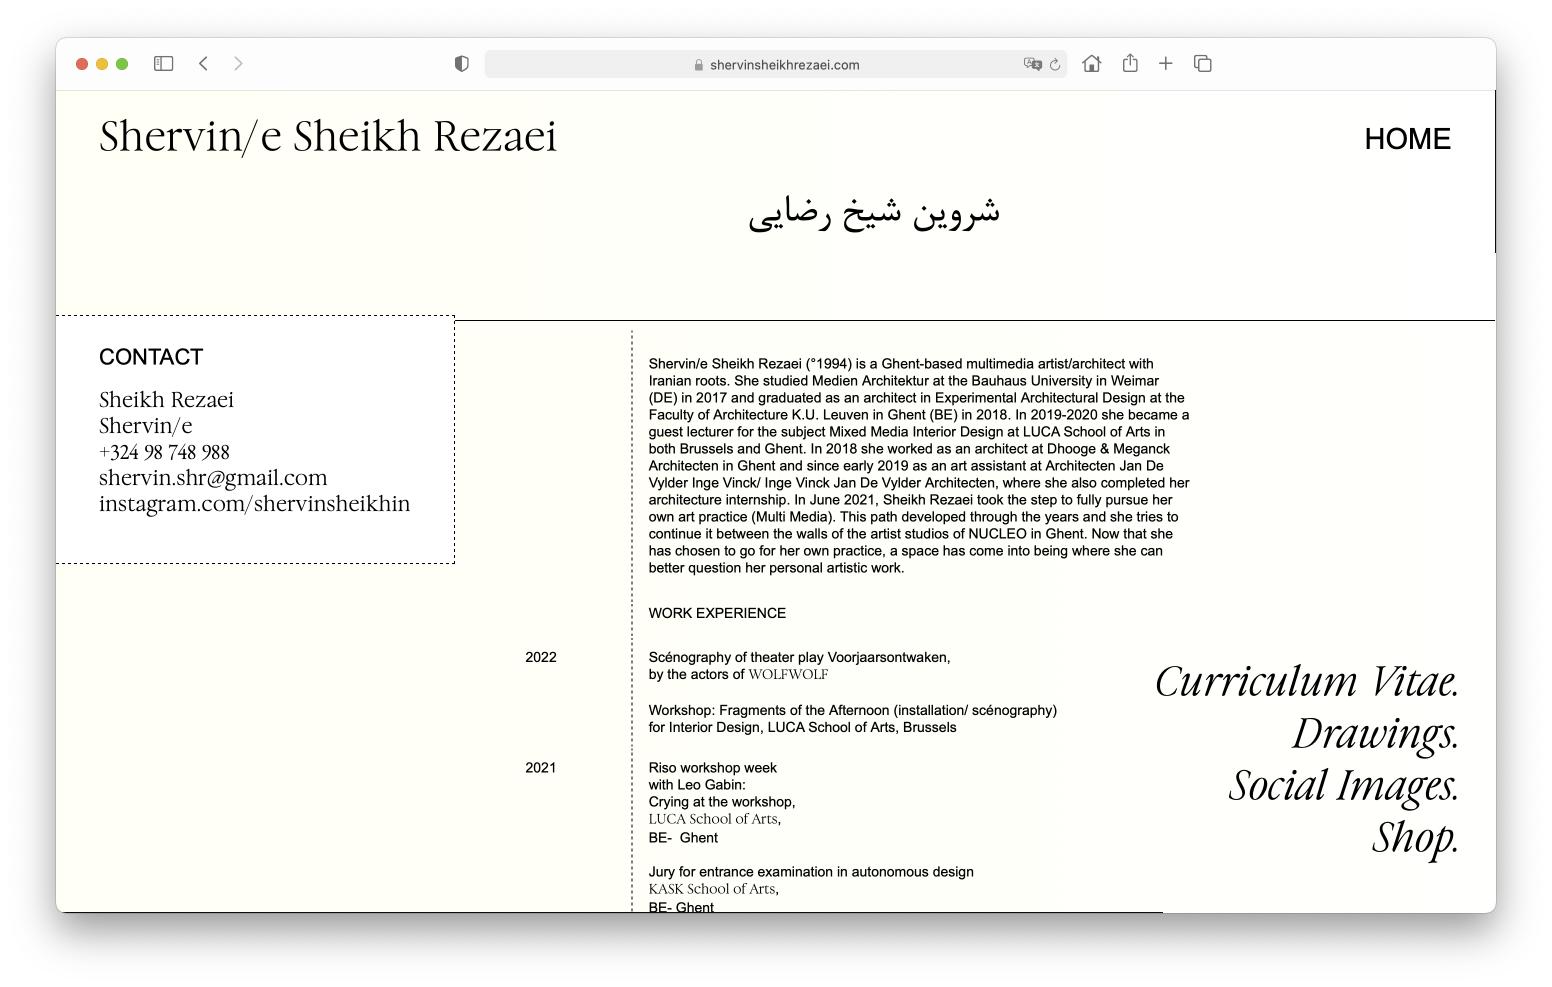 shervinsheikhrezaei.com
Shervin/e Sheikh Rezaei
HOME
شروین شیخ رضایی
CONTACT
Sheikh Rezaei
Shervin/e
+324 98 748 988
shervin.shr@gmail.com
instagram.com/shervinsheikhin
Shervin/e Sheikh Rezaei (°1994) is a Ghent-based multimedia artist/architect with
Iranian roots. She studied Medien Architektur at the Bauhaus University in Weimar
(DE) in 2017 and graduated as an architect in Experimental Architectural Design at the
Faculty of Architecture K.U. Leuven in Ghent (BE) in 2018. In 2019-2020 she became a
guest lecturer for the subject Mixed Media Interior Design at LUCA School of Arts in
both Brussels and Ghent. In 2018 she worked as an architect at Dhooge & Meganck
Architecten in Ghent and since early 2019 as an art assistant at Architecten Jan De
Vylder Inge Vinck/ Inge Vinck Jan De Vylder Architecten, where she also completed her
architecture internship. In June 2021, Sheikh Rezaei took the step to fully pursue her
own art practice (Multi Media). This path developed through the years and she tries to
continue it between the walls of the artist studios of NUCLEO in Ghent. Now that she
has chosen to go for her own practice, a space has come into being where she can
better question her personal artistic work.
WORK EXPERIENCE
2022
Scénography of theater play Voorjaarsontwaken,
by the actors of WOLFWOLF
Workshop: Fragments of the Afternoon (installation/ scénography)
for Interior Design, LUCA School of Arts, Brussels
2021
Riso workshop week
with Leo Gabin:
Crying at the workshop,
LUCA School of Arts,
BE-  Ghent
Jury for entrance examination in autonomous design
KASK School of Arts,
BE- Ghent
Curriculum Vitae.
Drawings.
Social Images.
Shop.